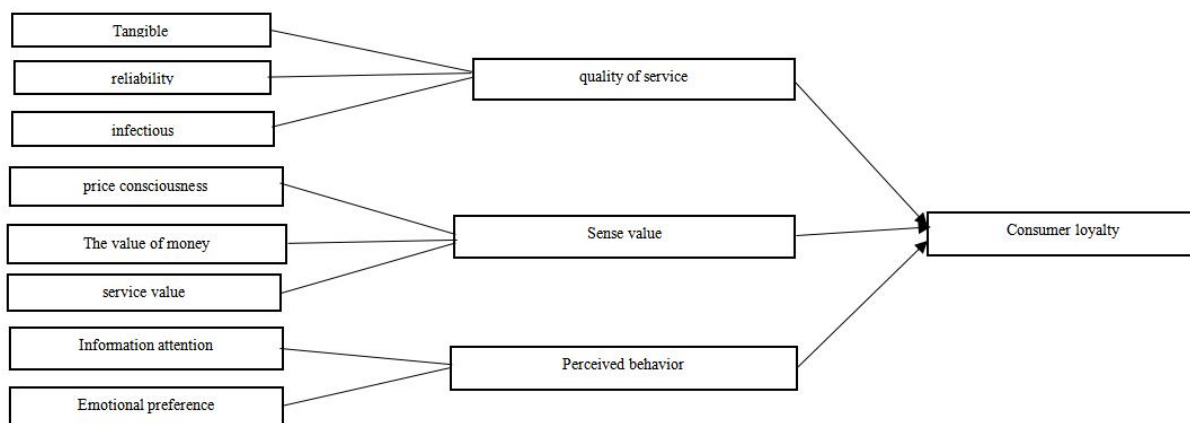 Tangible
reliability
infectious
price consciousness
The value of money
service value
Information attention
Emotional preference
quality of service
Sense value
Perceived behavior
Consumer loyalty